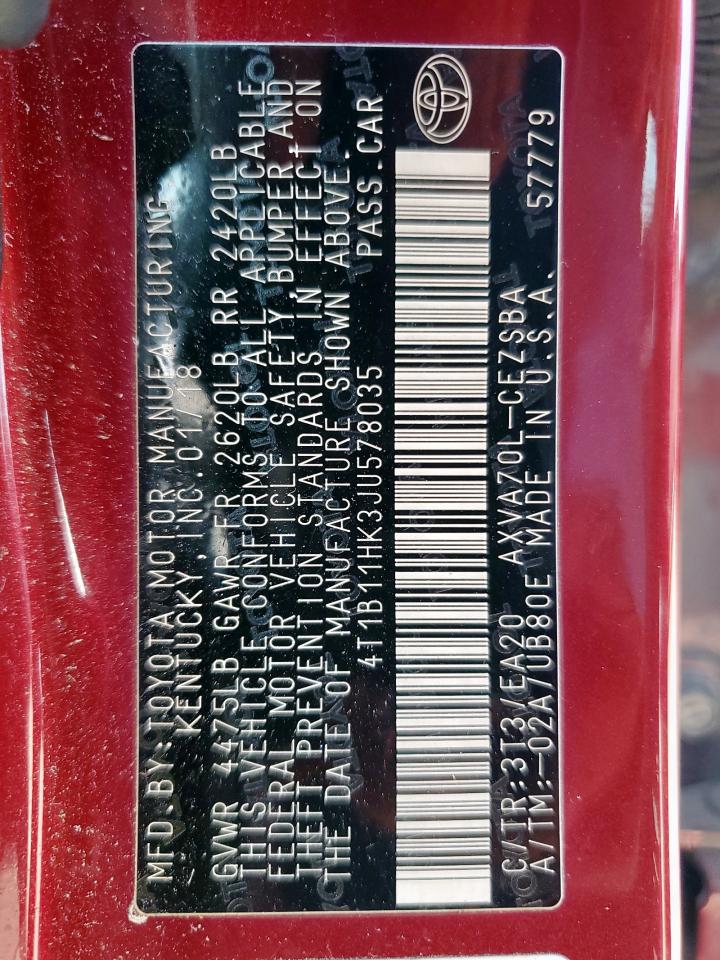 MFD.BY:TOYOTA MOTOR MANUFACTURING
KENTUCKY, INC. 01/18
GVWR 4475LB GAWR FR 2620LB RR 2420LB
THIS VEHICLE CONFORMS TO ALL APPLICABLE
FEDERAL MOTOR VEHICLE SAFETY, BUMPER, AND
THEFT PREVENTION STANDARDS IN EFFECT ON
THE DATE OF MANUFACTURE SHOWN ABOVE.
4T1B11HK3JU578035 PASS.CAR
C/TR:3T3/EA20 AXVA70L-CEZSBA
A/TM:-02A/UB80E MADE IN U.S.A. 57779